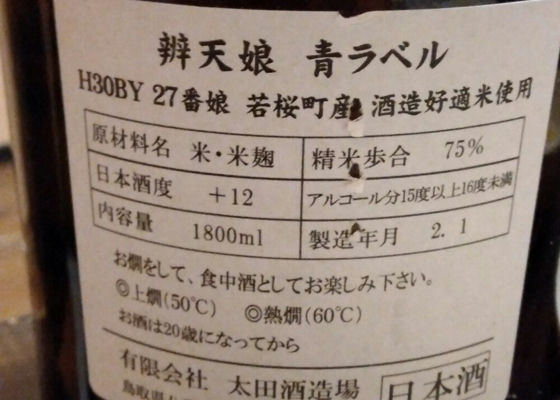 辨天娘 青ラベル
H30BY 27番娘 若桜町産 酒造好適米使用
原材料名 米・米麹 精米歩合 75%
日本酒度 +12 アルコール分15度以上16度未満
内容量 1800ml 製造年月 2. 1
お燗をして、食中酒としてお楽しみ下さい。
◎上燗(50℃) ◎熱燗(60℃)
お酒は20歳になってから
有限会社 太田酒造場
日本酒
鳥取県